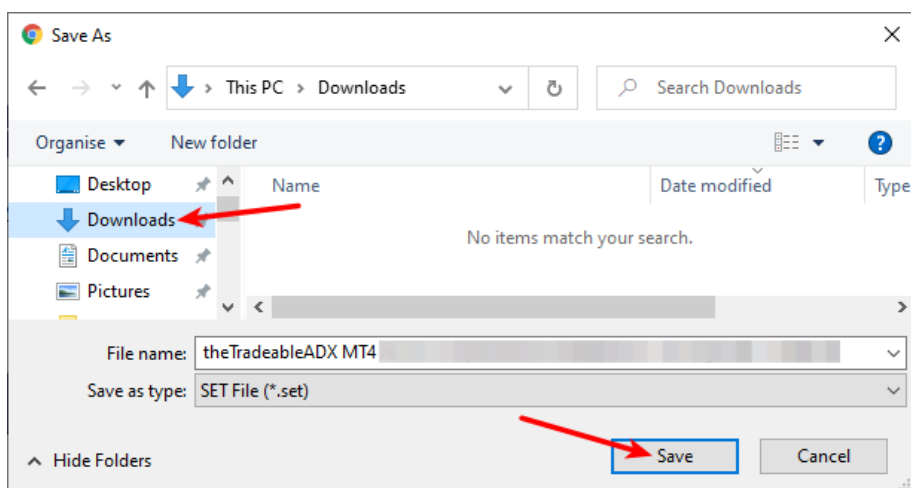 Save As
This PC > Downloads
Search Downloads
Organise
New folder
?
Desktop
Name
Date modified
Type
Downloads
No items match your search.
Documents
Pictures
File name: theTradeableADX MT4
Save as type: SET File (*.set)
Hide Folders
Save
Cancel